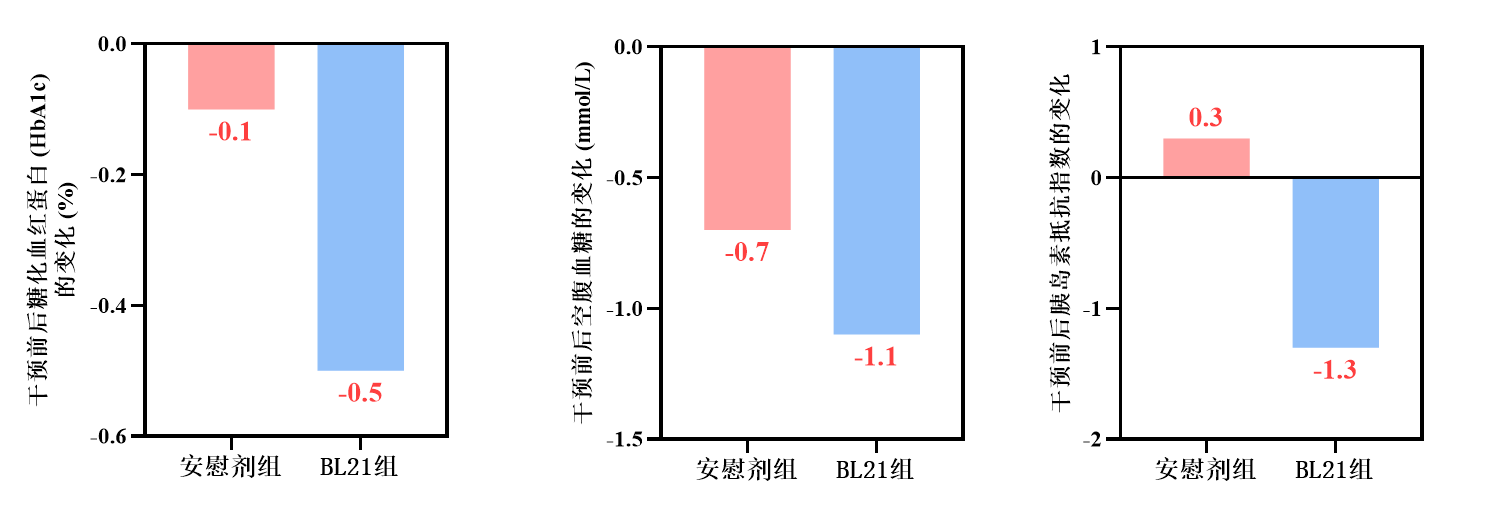 干预前后糖化血红蛋白 (HbA1c)
的变化 (%)
0.0
-0.2
-0.4
-0.6
-0.1
-0.5
安慰剂组
BL21组
干预前后空腹血糖的变化 (mmol/L)
0.0
-0.5
-1.0
-1.5
-0.7
-1.1
安慰剂组
BL21组
干预前后胰岛素抵抗指数的变化
1
0
-1
-2
0.3
-1.3
安慰剂组
BL21组